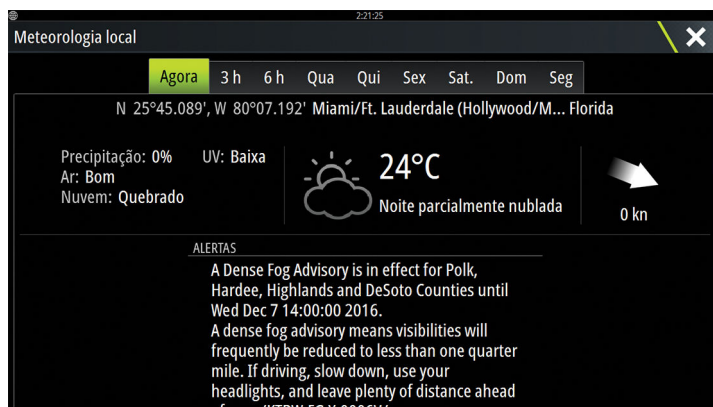 2:21:25
Meteorologia local
Agora 3 h 6 h Qua Qui Sex Sat. Dom Seg
N 25°45.089', W 80°07.192' Miami/Ft. Lauderdale (Hollywood/M... Florida
Precipitação: 0% UV: Baixa
Ar: Bom
Nuvem: Quebrado
24°C
Noite parcialmente nublada
0 kn
ALERTAS
A Dense Fog Advisory is in effect for Polk,
Hardee, Highlands and DeSoto Counties until
Wed Dec 7 14:00:00 2016.
A dense fog advisory means visibilities will
frequently be reduced to less than one quarter
mile. If driving, slow down, use your
headlights, and leave plenty of distance ahead